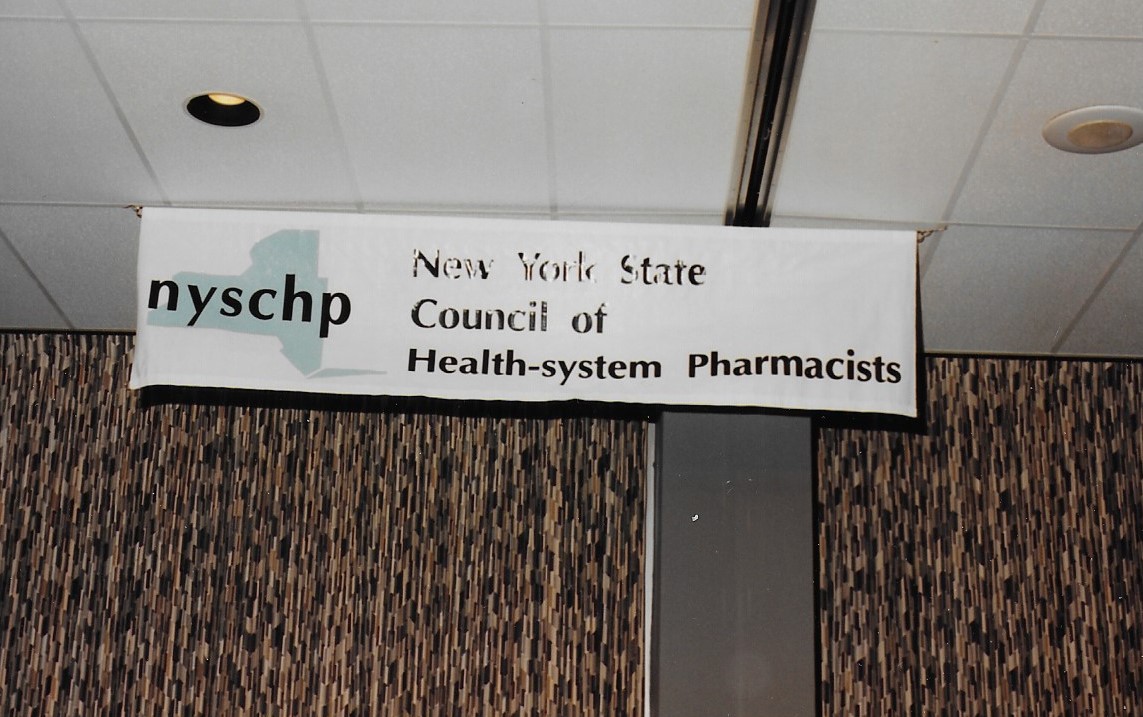 nyschp
New York State
Council of
Health-system Pharmacists